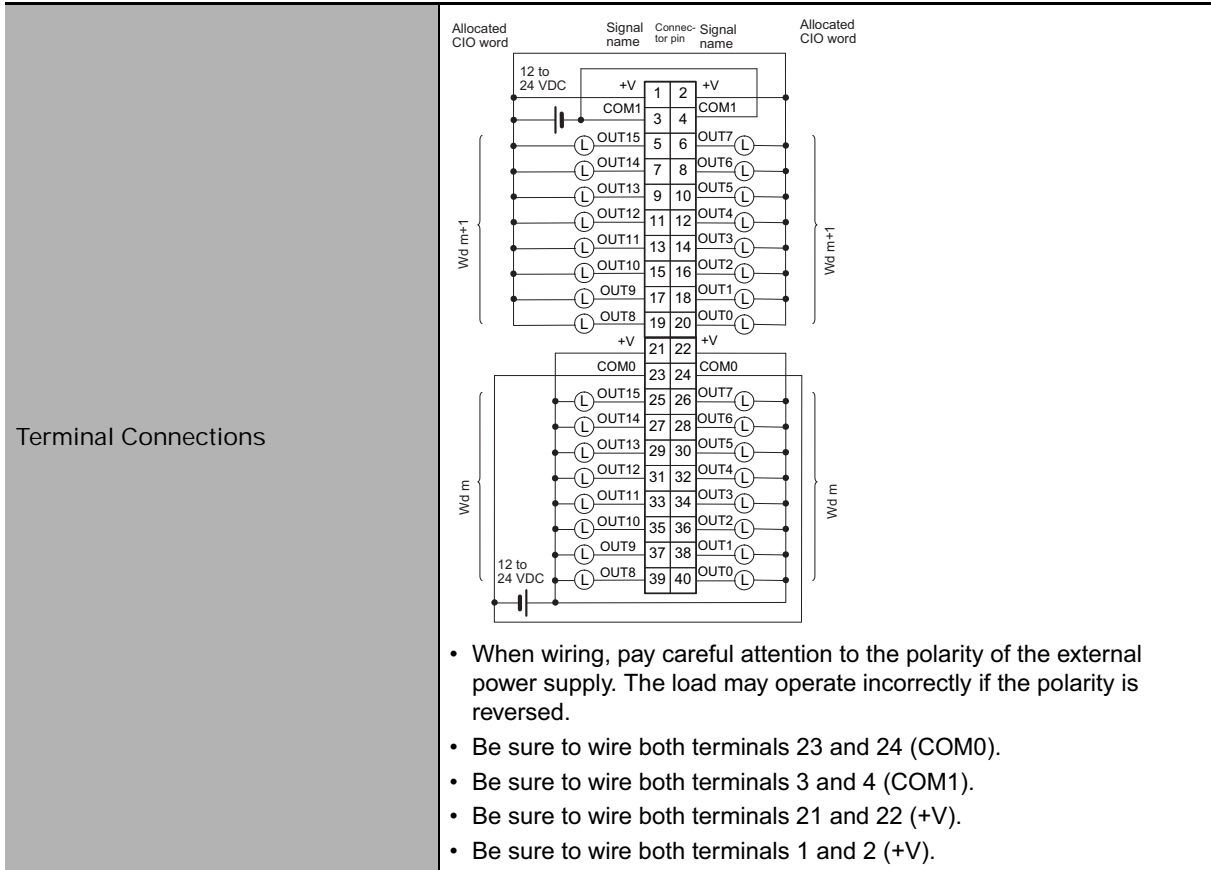 Terminal Connections
Allocated CIO word
Signal name
Connec- tor pin
Signal name
Allocated CIO word
12 to
24 VDC
+V 1 2 +V
COM1 3 4 COM1
L OUT15 5 6 OUT7 L
L OUT14 7 8 OUT6 L
L OUT13 9 10 OUT5 L
L OUT12 11 12 OUT4 L
L OUT11 13 14 OUT3 L
L OUT10 15 16 OUT2 L
L OUT9 17 18 OUT1 L
L OUT8 19 20 OUT0 L
Wd m+1
Wd m+1
+V 21 22 +V
COM0 23 24 COM0
L OUT15 25 26 OUT7 L
L OUT14 27 28 OUT6 L
L OUT13 29 30 OUT5 L
L OUT12 31 32 OUT4 L
L OUT11 33 34 OUT3 L
L OUT10 35 36 OUT2 L
L OUT9 37 38 OUT1 L
L OUT8 39 40 OUT0 L
Wd m
Wd m
12 to
24 VDC
• When wiring, pay careful attention to the polarity of the external
power supply. The load may operate incorrectly if the polarity is
reversed.
• Be sure to wire both terminals 23 and 24 (COM0).
• Be sure to wire both terminals 3 and 4 (COM1).
• Be sure to wire both terminals 21 and 22 (+V).
• Be sure to wire both terminals 1 and 2 (+V).